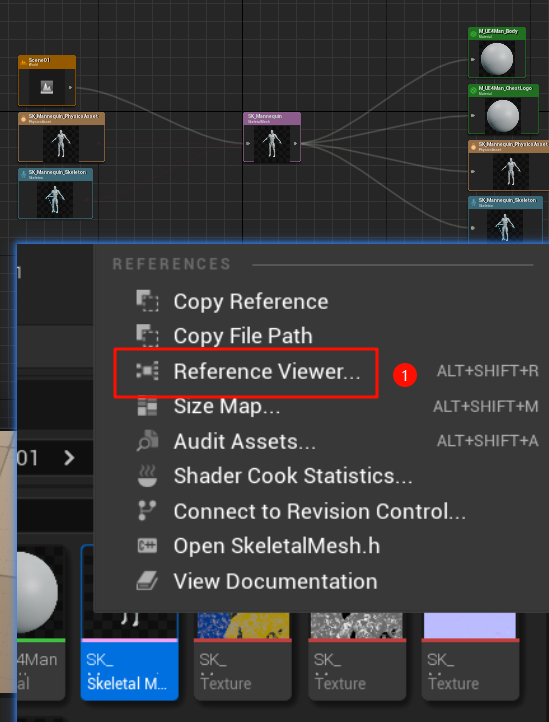 Scene01
World
SK_Mannequin_PhysicsAsset
PhysicsAsset
SK_Mannequin_Skeleton
Skeleton
SK_Mannequin
SkeletalMesh
M_UE4Man_Body
Material
M_UE4Man_ChestLogo
Material
SK_Mannequin_PhysicsAsset
PhysicsAsset
SK_Mannequin_Skeleton
Skeleton
REFERENCES
Copy Reference
Copy File Path
Reference Viewer... 1 ALT+SHIFT+R
Size Map... ALT+SHIFT+M
Audit Assets... ALT+SHIFT+A
Shader Cook Statistics...
Connect to Revision Control...
Open SkeletalMesh.h
View Documentation
01
4Man SK_ SK_ SK_ SK_
al Skeletal M... Texture Texture Texture